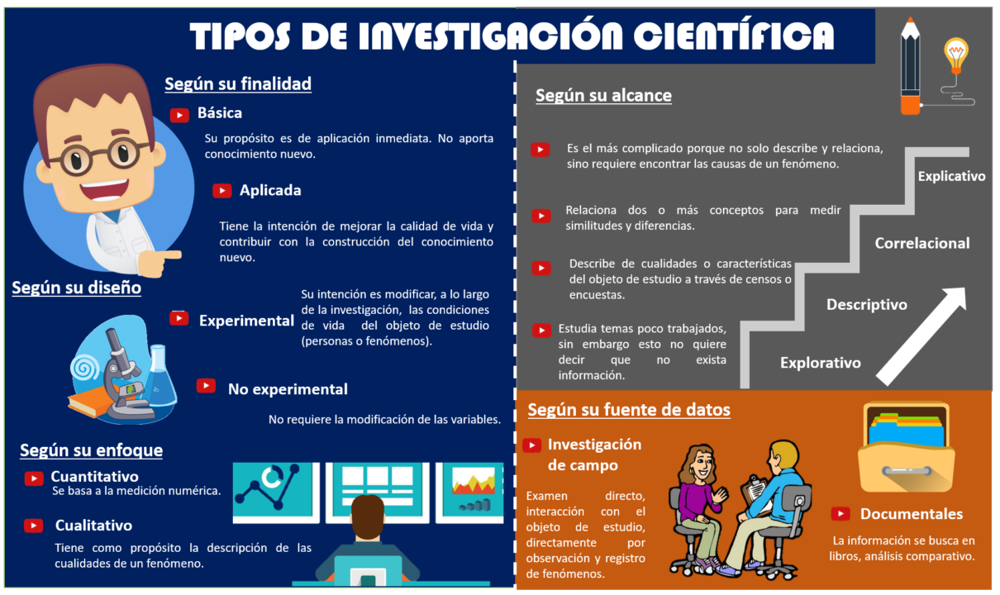 TIPOS DE INVESTIGACIÓN CIENTÍFICA
Según su finalidad
Básica
Su propósito es de aplicación inmediata. No aporta
conocimiento nuevo.
Aplicada
Tiene la intención de mejorar la calidad de vida y
contribuir con la construcción del conocimiento
nuevo.
Según su diseño
Experimental
Su intención es modificar, a lo largo
de la investigación, las condiciones
de vida del objeto de estudio
(personas o fenómenos).
No experimental
No requiere la modificación de las variables.
Según su enfoque
Cuantitativo
Se basa a la medición numérica.
Cualitativo
Tiene como propósito la descripción de las
cualidades de un fenómeno.
Según su alcance
Es el más complicado porque no solo describe y relaciona,
sino requiere encontrar las causas de un fenómeno.
Explicativo
Relaciona dos o más conceptos para medir
similitudes y diferencias.
Correlacional
Describe de cualidades o características
del objeto de estudio a través de censos o
encuestas.
Descriptivo
Estudia temas poco trabajados,
sin embargo esto no quiere
decir que no exista
información.
Explorativo
Según su fuente de datos
Investigación
de campo
Examen directo,
interacción con el
objeto de estudio,
directamente por
observación y registro
de fenómenos.
Documentales
La información se busca en
libros, análisis comparativo.